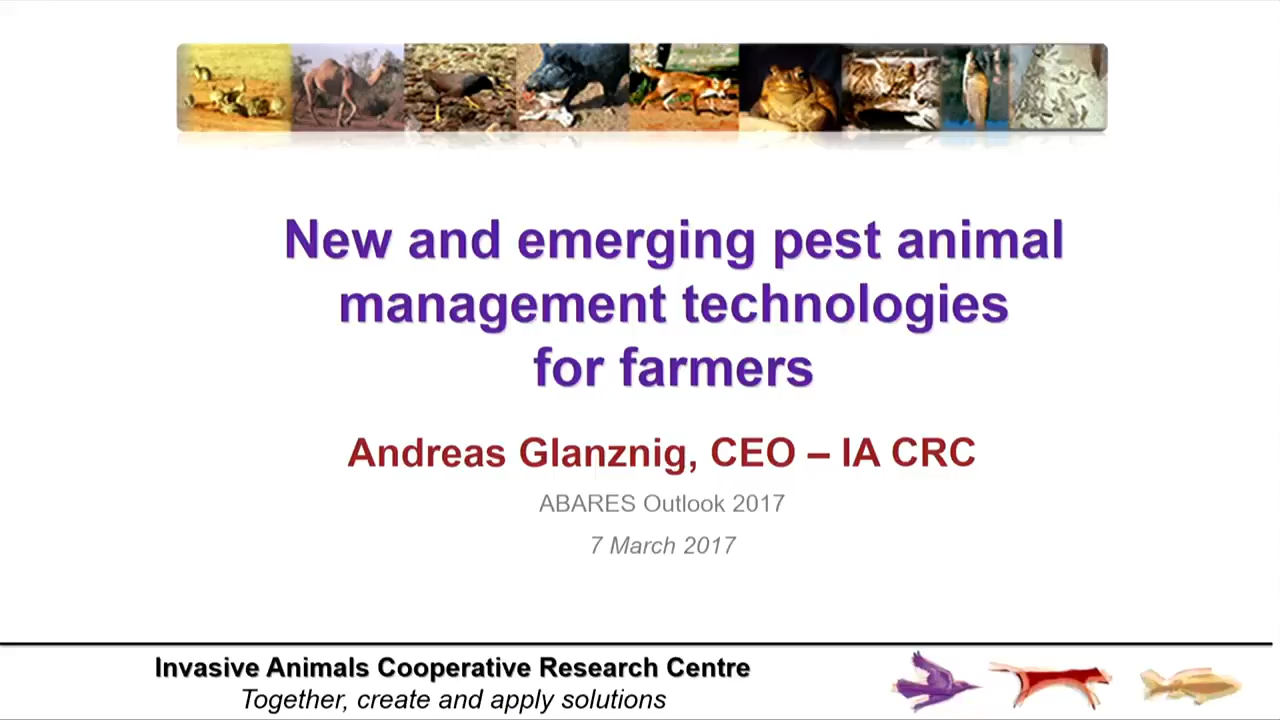 New and emerging pest animal
management technologies
for farmers
Andreas Glanznig, CEO – IA CRC
ABARES Outlook 2017
7 March 2017
Invasive Animals Cooperative Research Centre
Together, create and apply solutions